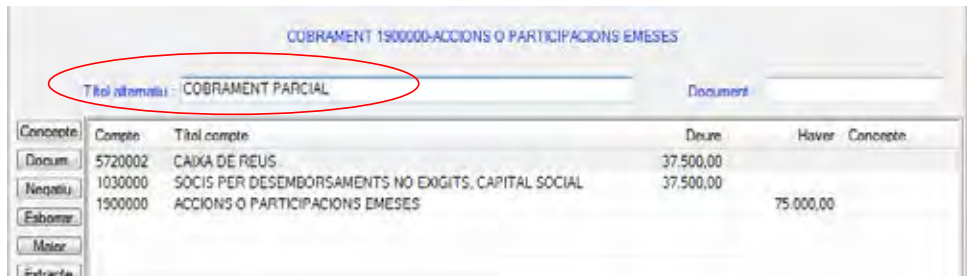 COBRAMENT 1900000-ACCIONS O PARTICIPACIONS EMESES
Títol alternatiu : COBRAMENT PARCIAL Document
Concepte Compte Títol compte Deure Haver Concepte
Docum. 5720002 CAIXA DE REUS 37.500,00
Negatiu 1030000 SOCIS PER DESEMBORSAMENTS NO EXIGITS, CAPITAL SOCIAL 37.500,00
Esborrar 1900000 ACCIONS O PARTICIPACIONS EMESES 75.000,00
Major
Extracte